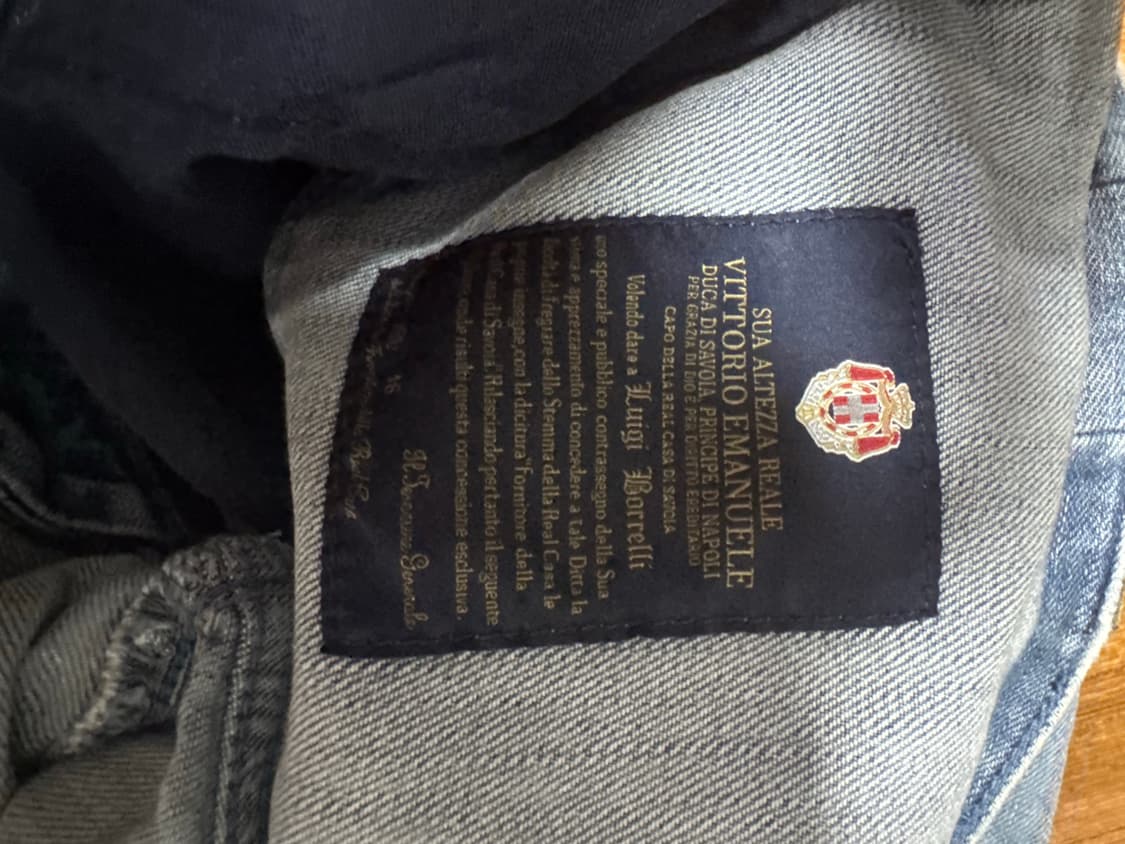 SUA ALTEZZA REALE
VITTORIO EMANUELE
DUCA DI SAVOIA, PRINCIPE DI NAPOLI
PER GRAZIA DI DIO E PER DIRITTO EREDITARIO
CAPO DELLA REAL CASA DI SAVOIA
Volendo dare a Luigi Borrelli
uno speciale e pubblico contrassegno della Sua
stima e apprezzamento di concedere a tale Ditta la
facoltà di fregiare dello Stemma della Real Casa le
proprie insegne, con la dicitura "Fornitore della
Real Casa di Savoia" Rilasciando pertanto il seguente
onde risulti questa concessione esclusiva.
Il Segretario Generale
16